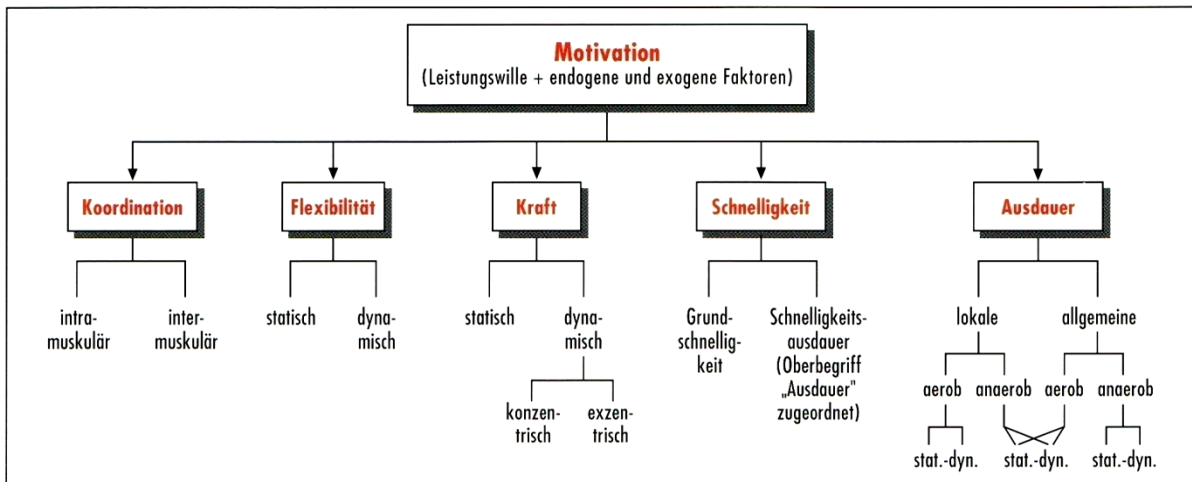 Motivation
(Leistungswille + endogene und exogene Faktoren)
Koordination
Flexibilität
Kraft
Schnelligkeit
Ausdauer
intra-
muskulär
inter-
muskulär
statisch
dyna-
misch
statisch
dyna-
misch
konzen-
trisch
exzen-
trisch
Grund-
schnellig-
keit
Schnelligkeits-
ausdauer
(Oberbegriff
„Ausdauer"
zugeordnet)
lokale
allgemeine
aerob
anaerob
aerob
anaerob
stat.-dyn.
stat.-dyn.
stat.-dyn.